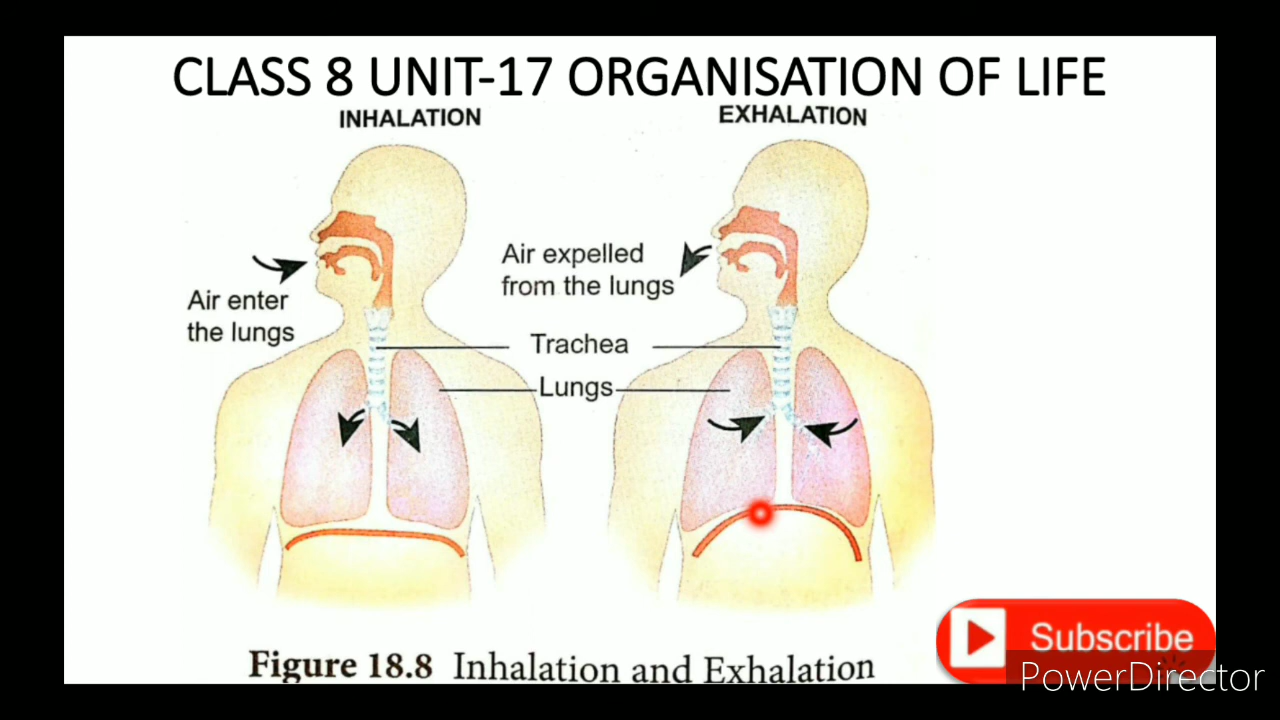 CLASS 8 UNIT-17 ORGANISATION OF LIFE
INHALATION
EXHALATION
Air enter
the lungs
Air expelled
from the lungs
Trachea
Lungs
Figure 18.8 Inhalation and Exhalation
Subscribe
PowerDirector